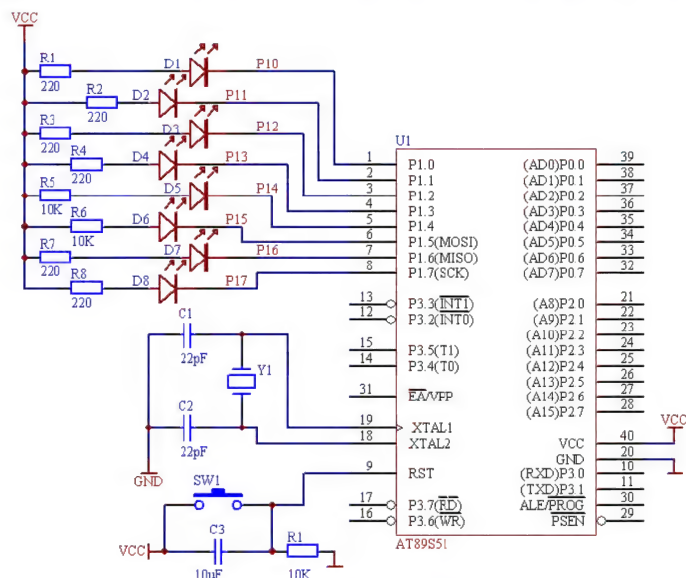 VCC
R1 220 D1 P10
R2 220 D2 P11
R3 220 D3 P12
R4 220 D4 P13
R5 10K D5 P14
R6 10K D6 P15
R7 220 D7 P16
R8 220 D8 P17
U1
1 P1.0 (AD0)P0.0 39
2 P1.1 (AD1)P0.1 38
3 P1.2 (AD2)P0.2 37
4 P1.3 (AD3)P0.3 36
5 P1.4 (AD4)P0.4 35
6 P1.5(MOSI) (AD5)P0.5 34
7 P1.6(MISO) (AD6)P0.6 33
8 P1.7(SCK) (AD7)P0.7 32
13 P3.3(INT1) (A8)P2.0 21
12 P3.2(INT0) (A9)P2.1 22
(A10)P2.2 23
15 P3.5(T1) (A11)P2.3 24
14 P3.4(T0) (A12)P2.4 25
(A13)P2.5 26
31 EA/VPP (A14)P2.6 27
(A15)P2.7 28
19 XTAL1
18 XTAL2 VCC 40 VCC
GND 20
9 RST (RXD)P3.0 10
(TXD)P3.1 11
17 P3.7(RD) ALE/PROG 30
16 P3.6(WR) PSEN 29
AT89S51
C1
22pF
Y1
C2
22pF
GND
SW1
VCC
C3
10uF
R1
10K